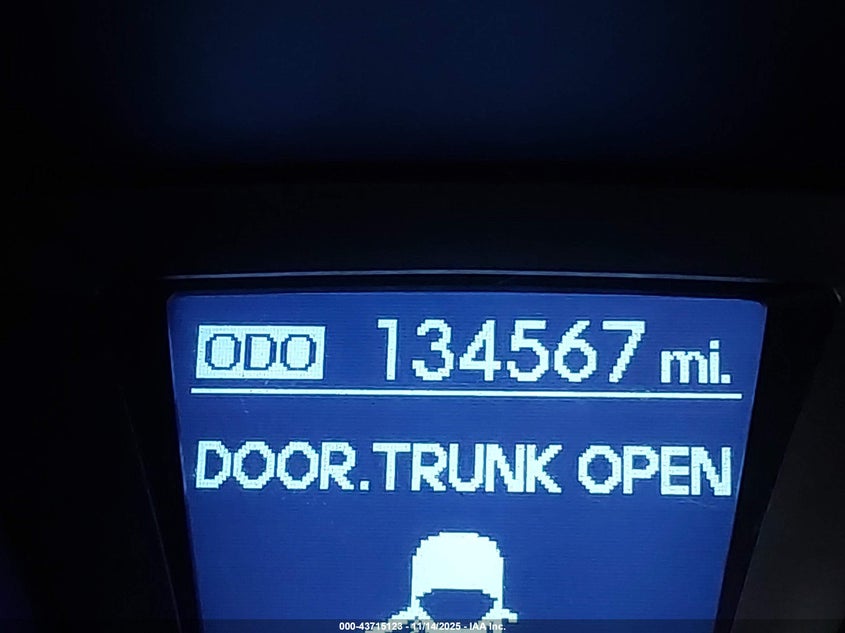 ODO 134567 mi.
DOOR.TRUNK OPEN
000-43715123 - 11/14/2025 - IAA Inc.